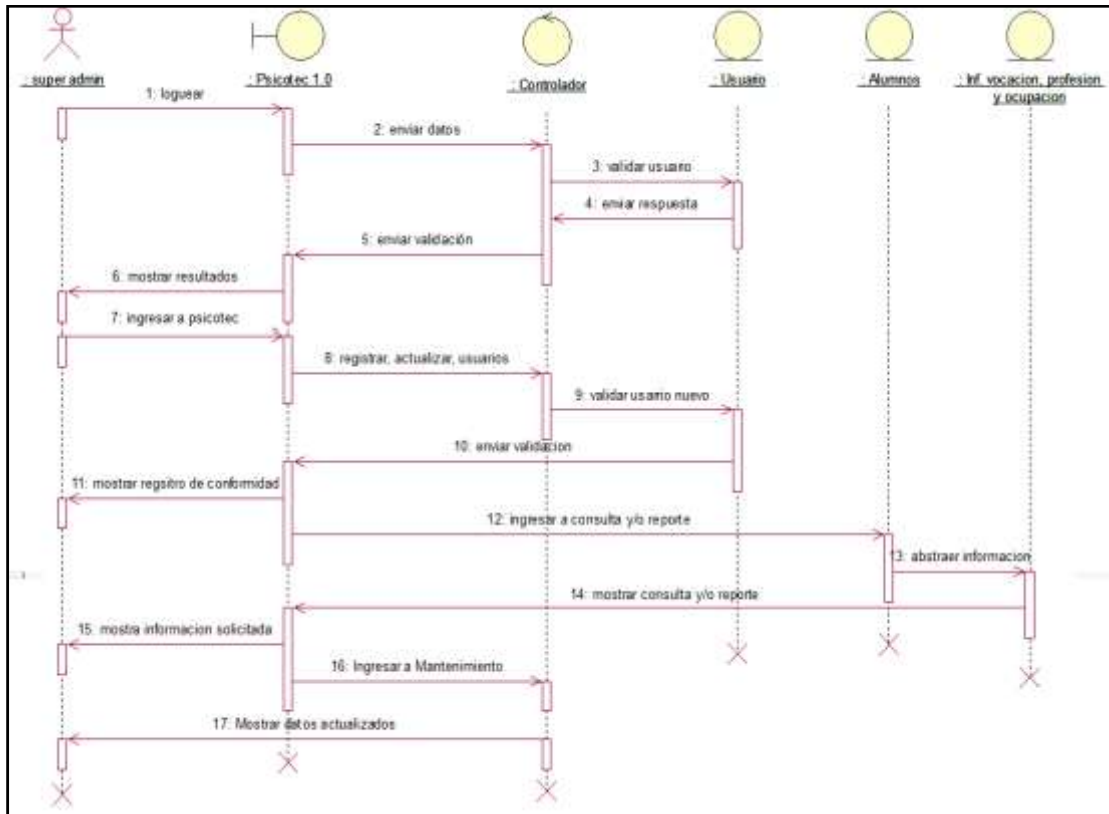 : super admin
: Psicotec 1.0
: Controlador
: Usuario
: Alumnos
: Inf. vocacion, profesion
y ocupacion
1: loguear
2: enviar datos
3: validar usuario
4: enviar respuesta
5: enviar validación
6: mostrar resultados
7: ingresar a psicotec
8: registrar, actualizar, usuarios
9: validar usarrio nuevo
10: enviar validacion
11: mostrar regsitro de conformidad
12: ingresar a consulta y/o reporte
13: abstraer informacion
14: mostrar consulta y/o reporte
15: mostra informacion solicitada
16: Ingresar a Mantenimiento
17: Mostrar datos actualizados